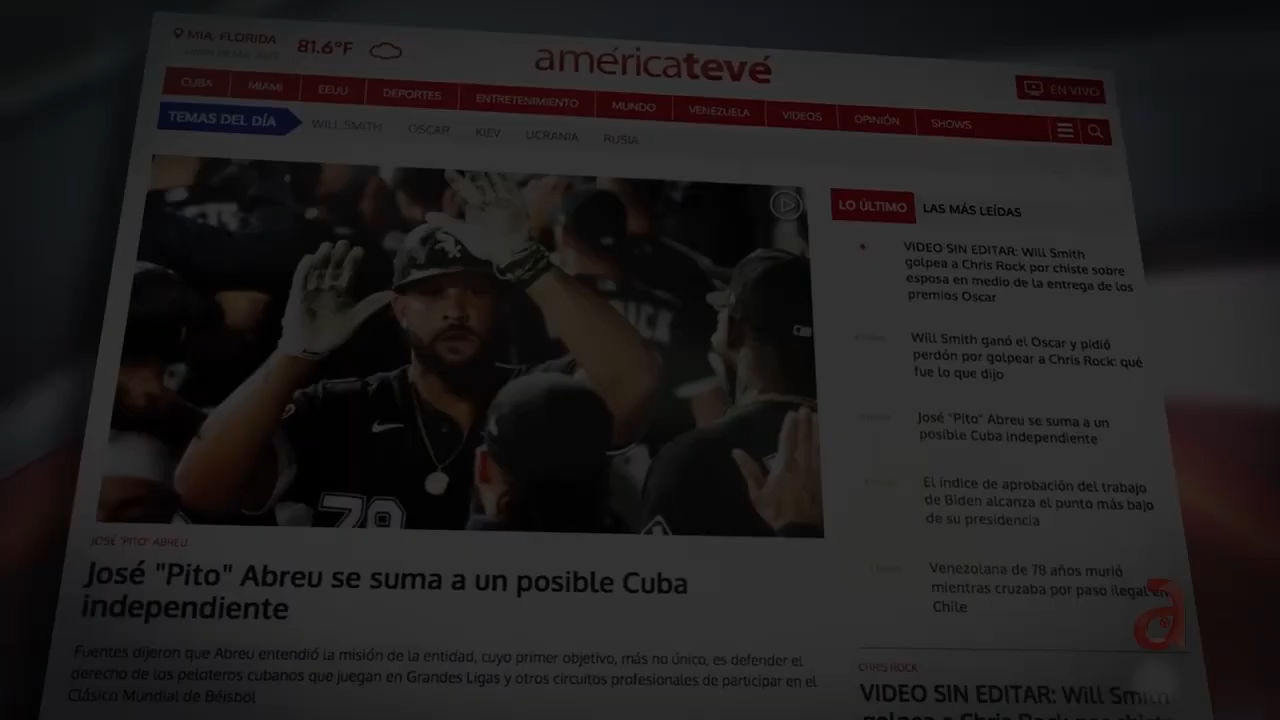 MIA, FLORIDA
81.6°F
américatevé
EN VIVO
CUBA
MIAMI
EEUU
DEPORTES
ENTRETENIMIENTO
MUNDO
VENEZUELA
VIDEOS
OPINIÓN
SHOWS
TEMAS DEL DÍA
WILL SMITH
OSCAR
KIEV
UCRANIA
RUSIA
79
JOSÉ "PITO" ABREU
José "Pito" Abreu se suma a un posible Cuba
independiente
Fuentes dijeron que Abreu entendió la misión de la entidad, cuyo primer objetivo, más no único, es defender el
derecho de los peloteros cubanos que juegan en Grandes Ligas y otros circuitos profesionales de participar en el
Clásico Mundial de Béisbol
LO ÚLTIMO
LAS MÁS LEÍDAS
VIDEO SIN EDITAR: Will Smith
golpea a Chris Rock por chiste sobre
esposa en medio de la entrega de los
premios Oscar
Will Smith ganó el Oscar y pidió
perdón por golpear a Chris Rock: qué
fue lo que dijo
José "Pito" Abreu se suma a un
posible Cuba independiente
El índice de aprobación del trabajo
de Biden alcanza el punto más bajo
de su presidencia
Venezolana de 78 años murió
mientras cruzaba por paso ilegal en
Chile
a
CHRIS ROCK
VIDEO SIN EDITAR: Will Smith